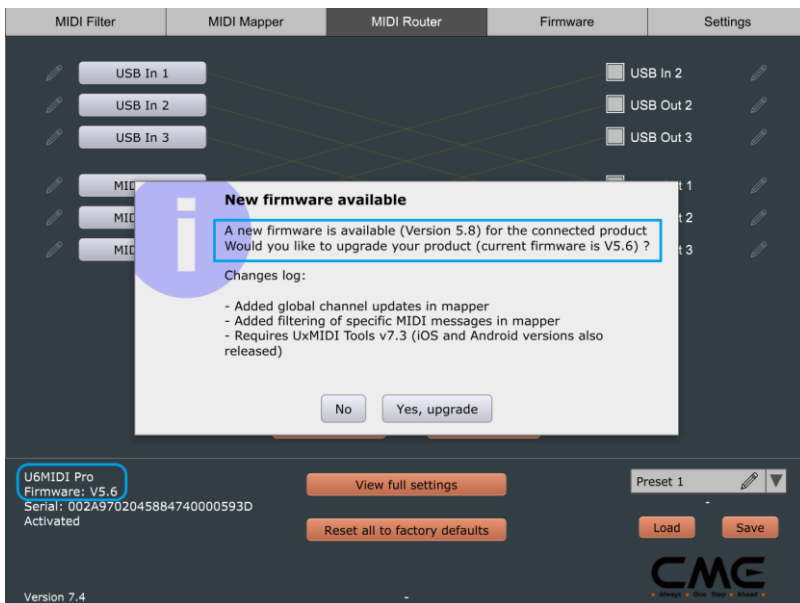 MIDI Filter
MIDI Mapper
MIDI Router
Firmware
Settings
USB In 1
USB In 2
USB In 2
USB Out 2
USB In 3
USB Out 3
New firmware available
A new firmware is available (Version 5.8) for the connected product
Would you like to upgrade your product (current firmware is V5.6) ?
Changes log:
- Added global channel updates in mapper
- Added filtering of specific MIDI messages in mapper
- Requires UxMIDI Tools v7.3 (iOS and Android versions also
released)
No
Yes, upgrade
U6MIDI Pro
Firmware: V5.6
Serial: 002A9702045884740000593D
Activated
View full settings
Reset all to factory defaults
Preset 1
-
Load
Save
CME
Always One Step Ahead
Version 7.4
-